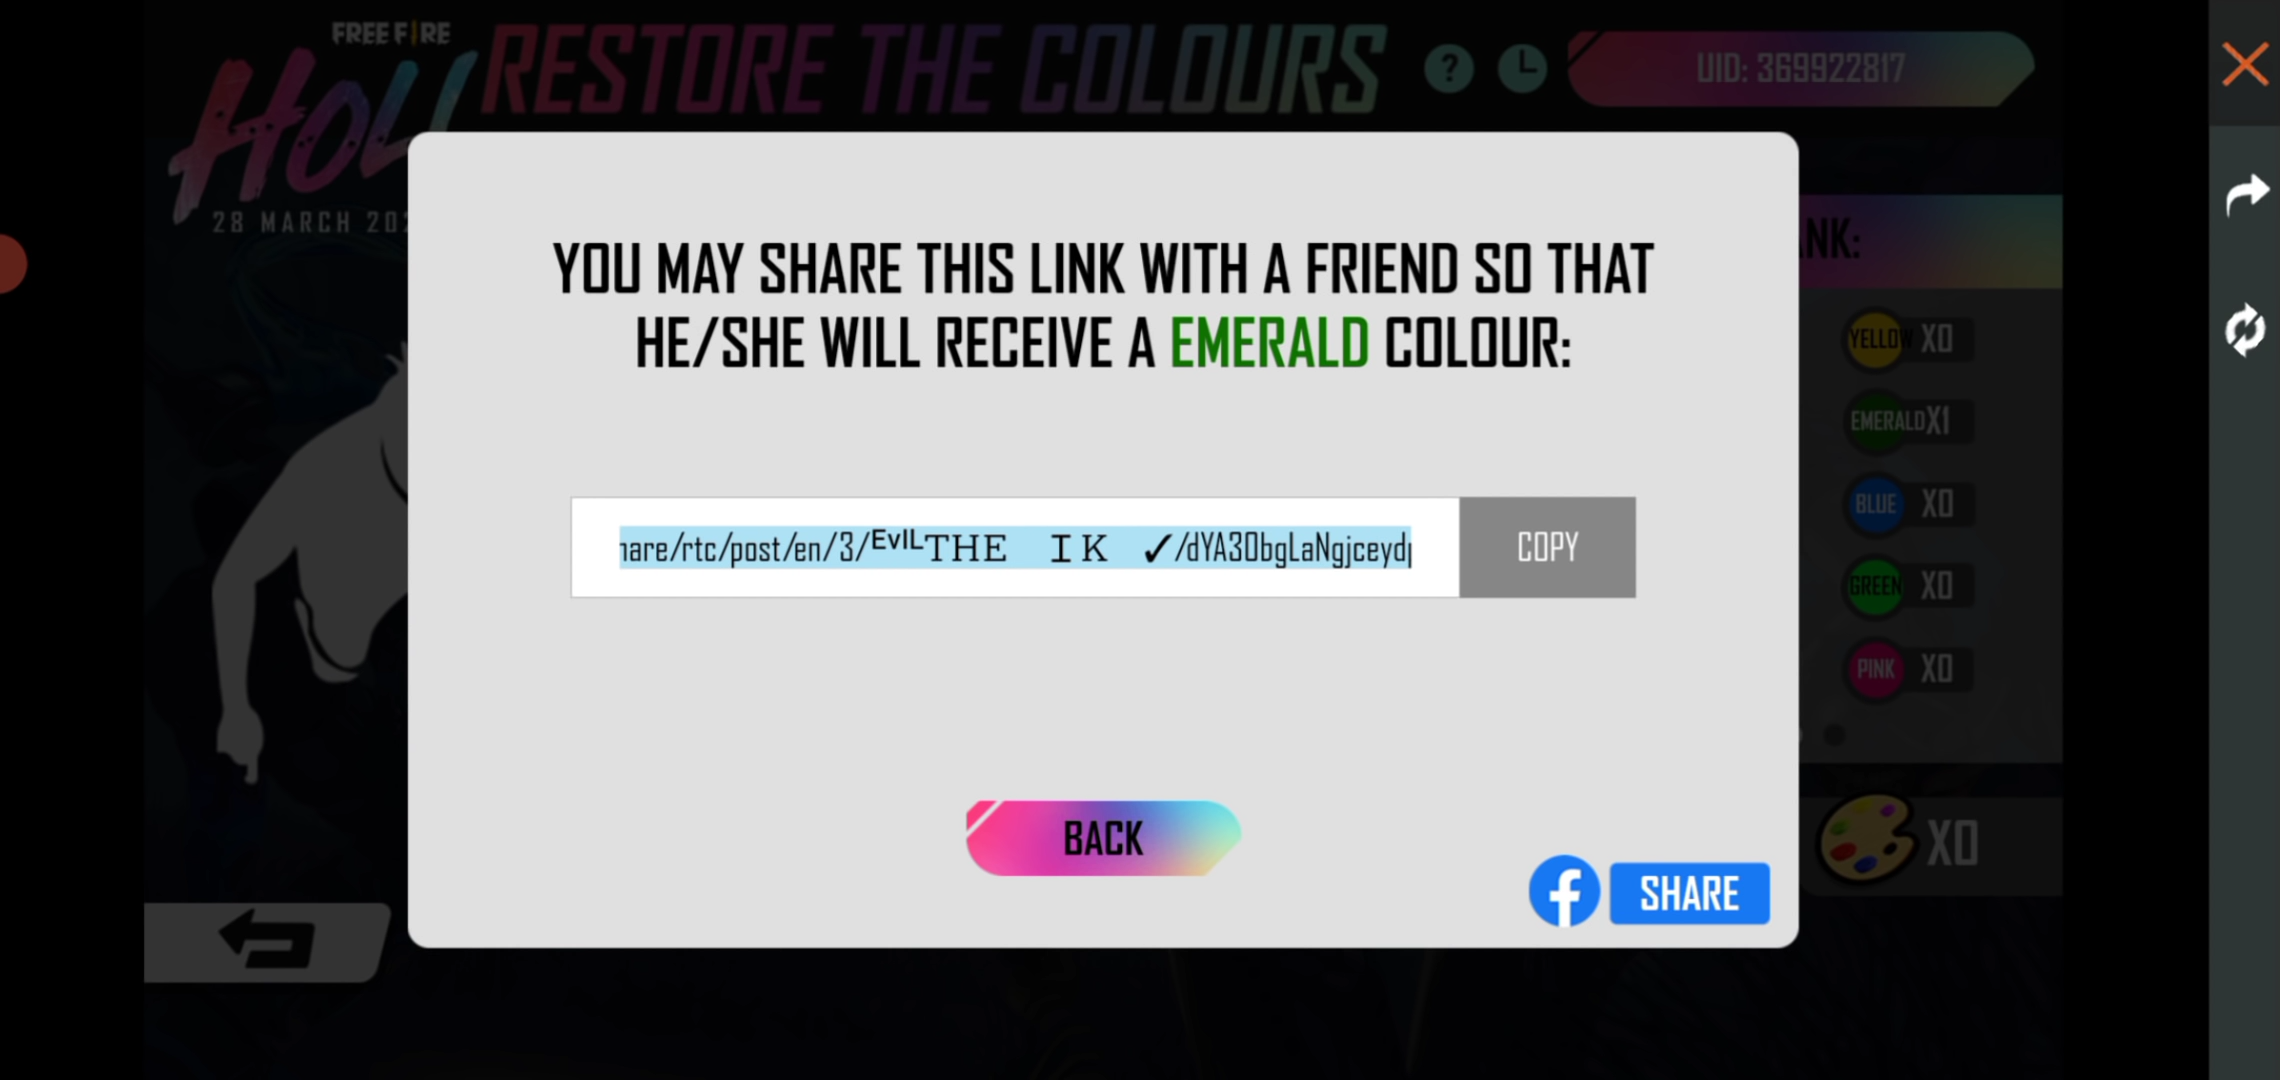 FREE FIRE
HOLI
RESTORE THE COLOURS
?
UID: 369922817
28 MARCH
YOU MAY SHARE THIS LINK WITH A FRIEND SO THAT
HE/SHE WILL RECEIVE A EMERALD COLOUR:
NK:
YELLOW X0
EMERALD X1
BLUE X0
GREEN X0
PINK X0
are/rtc/post/en/3/ᴱᵛᴵᴸTHE IK ✓/dYA30bgLaNgjceyd
COPY
BACK
X0
f SHARE